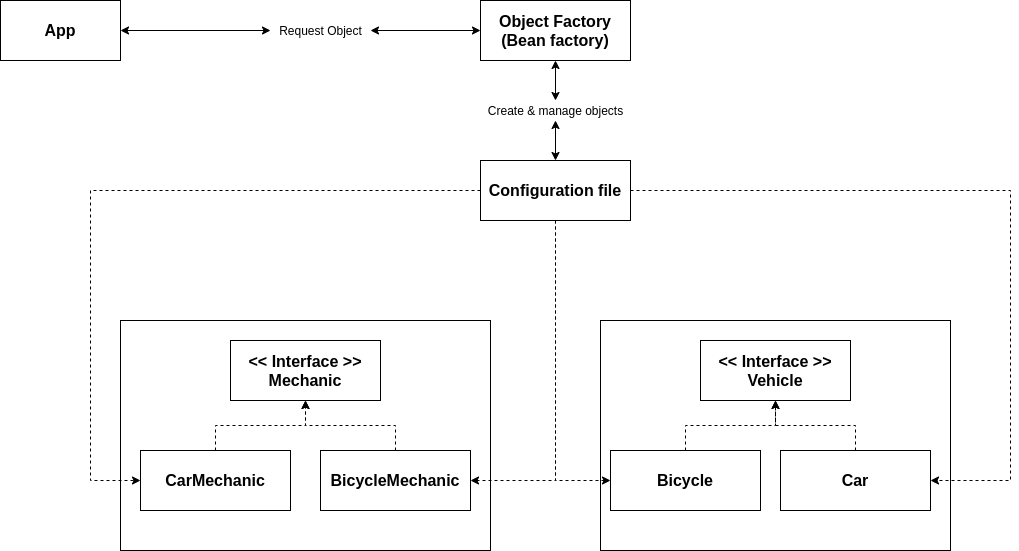 App
Request Object
Object Factory
(Bean factory)
Create & manage objects
Configuration file
<< Interface >>
Mechanic
<< Interface >>
Vehicle
CarMechanic
BicycleMechanic
Bicycle
Car